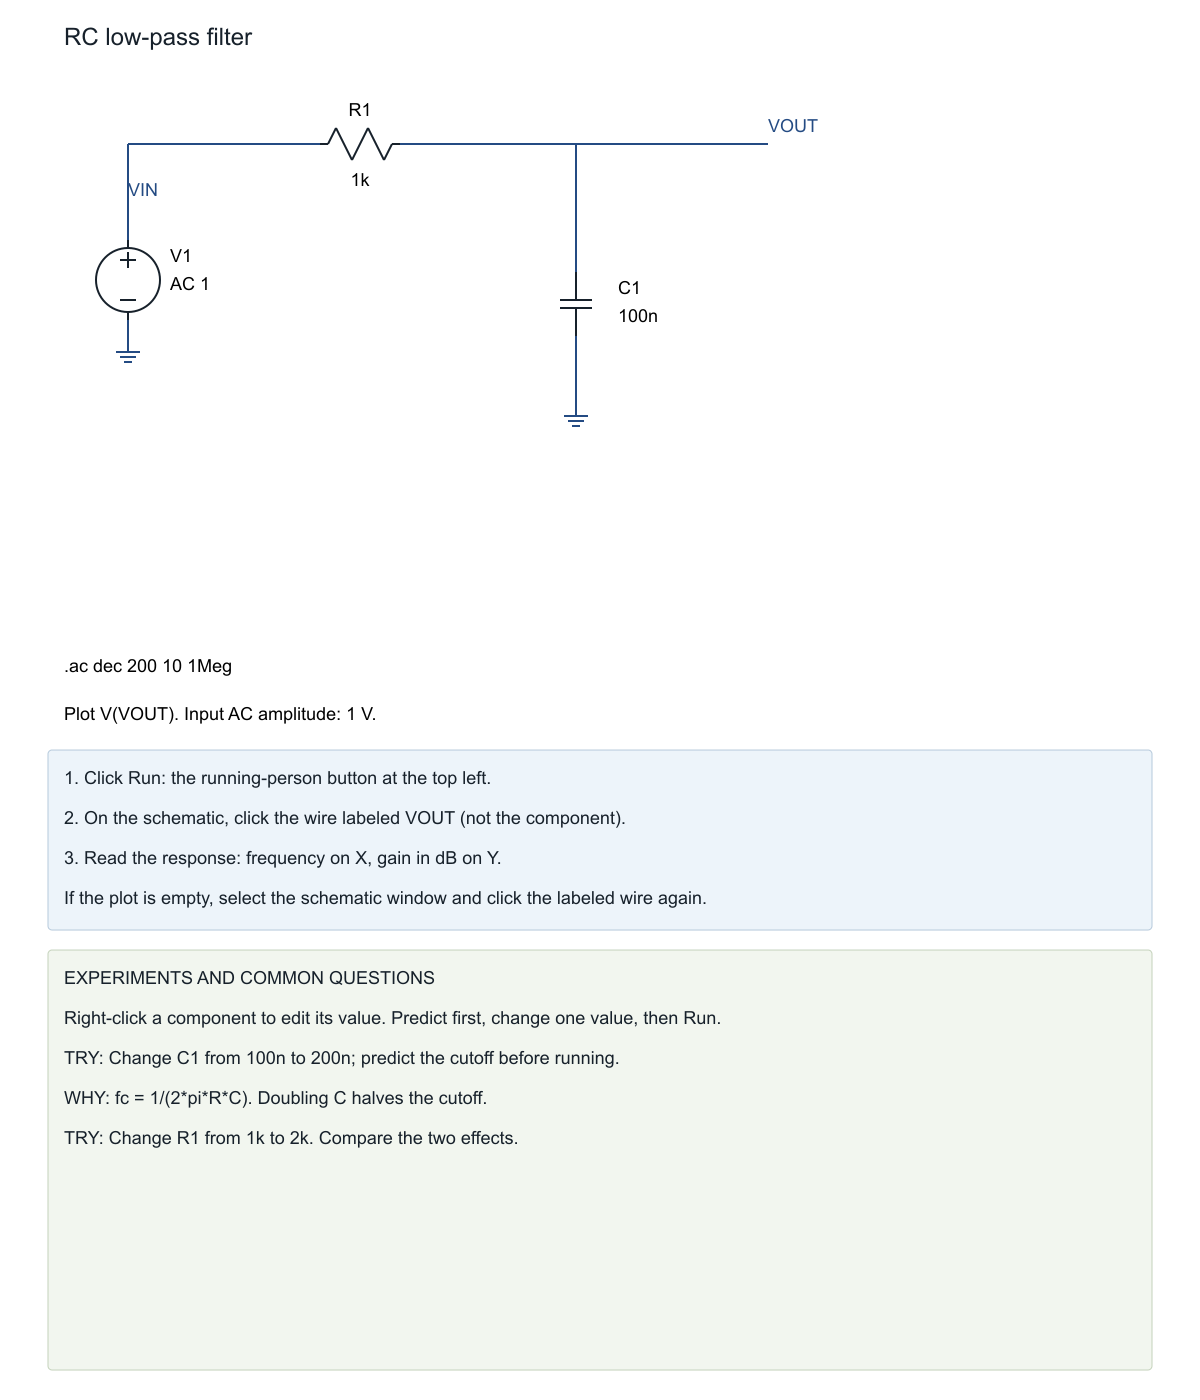 RC low-pass filter
R1
VOUT
1k
VIN
V1
AC 1
C1
100n
.ac dec 200 10 1Meg
Plot V(VOUT). Input AC amplitude: 1 V.
1. Click Run: the running-person button at the top left.
2. On the schematic, click the wire labeled VOUT (not the component).
3. Read the response: frequency on X, gain in dB on Y.
If the plot is empty, select the schematic window and click the labeled wire again.
EXPERIMENTS AND COMMON QUESTIONS
Right-click a component to edit its value. Predict first, change one value, then Run.
TRY: Change C1 from 100n to 200n; predict the cutoff before running.
WHY: fc = 1/(2*pi*R*C). Doubling C halves the cutoff.
TRY: Change R1 from 1k to 2k. Compare the two effects.